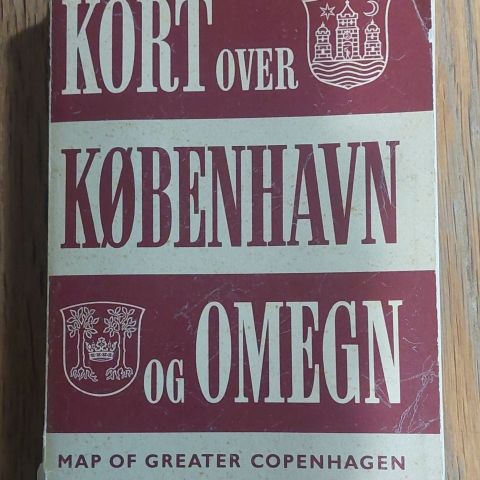 KORT OVER
KØBENHAVN
OG OMEGN
MAP OF GREATER COPENHAGEN